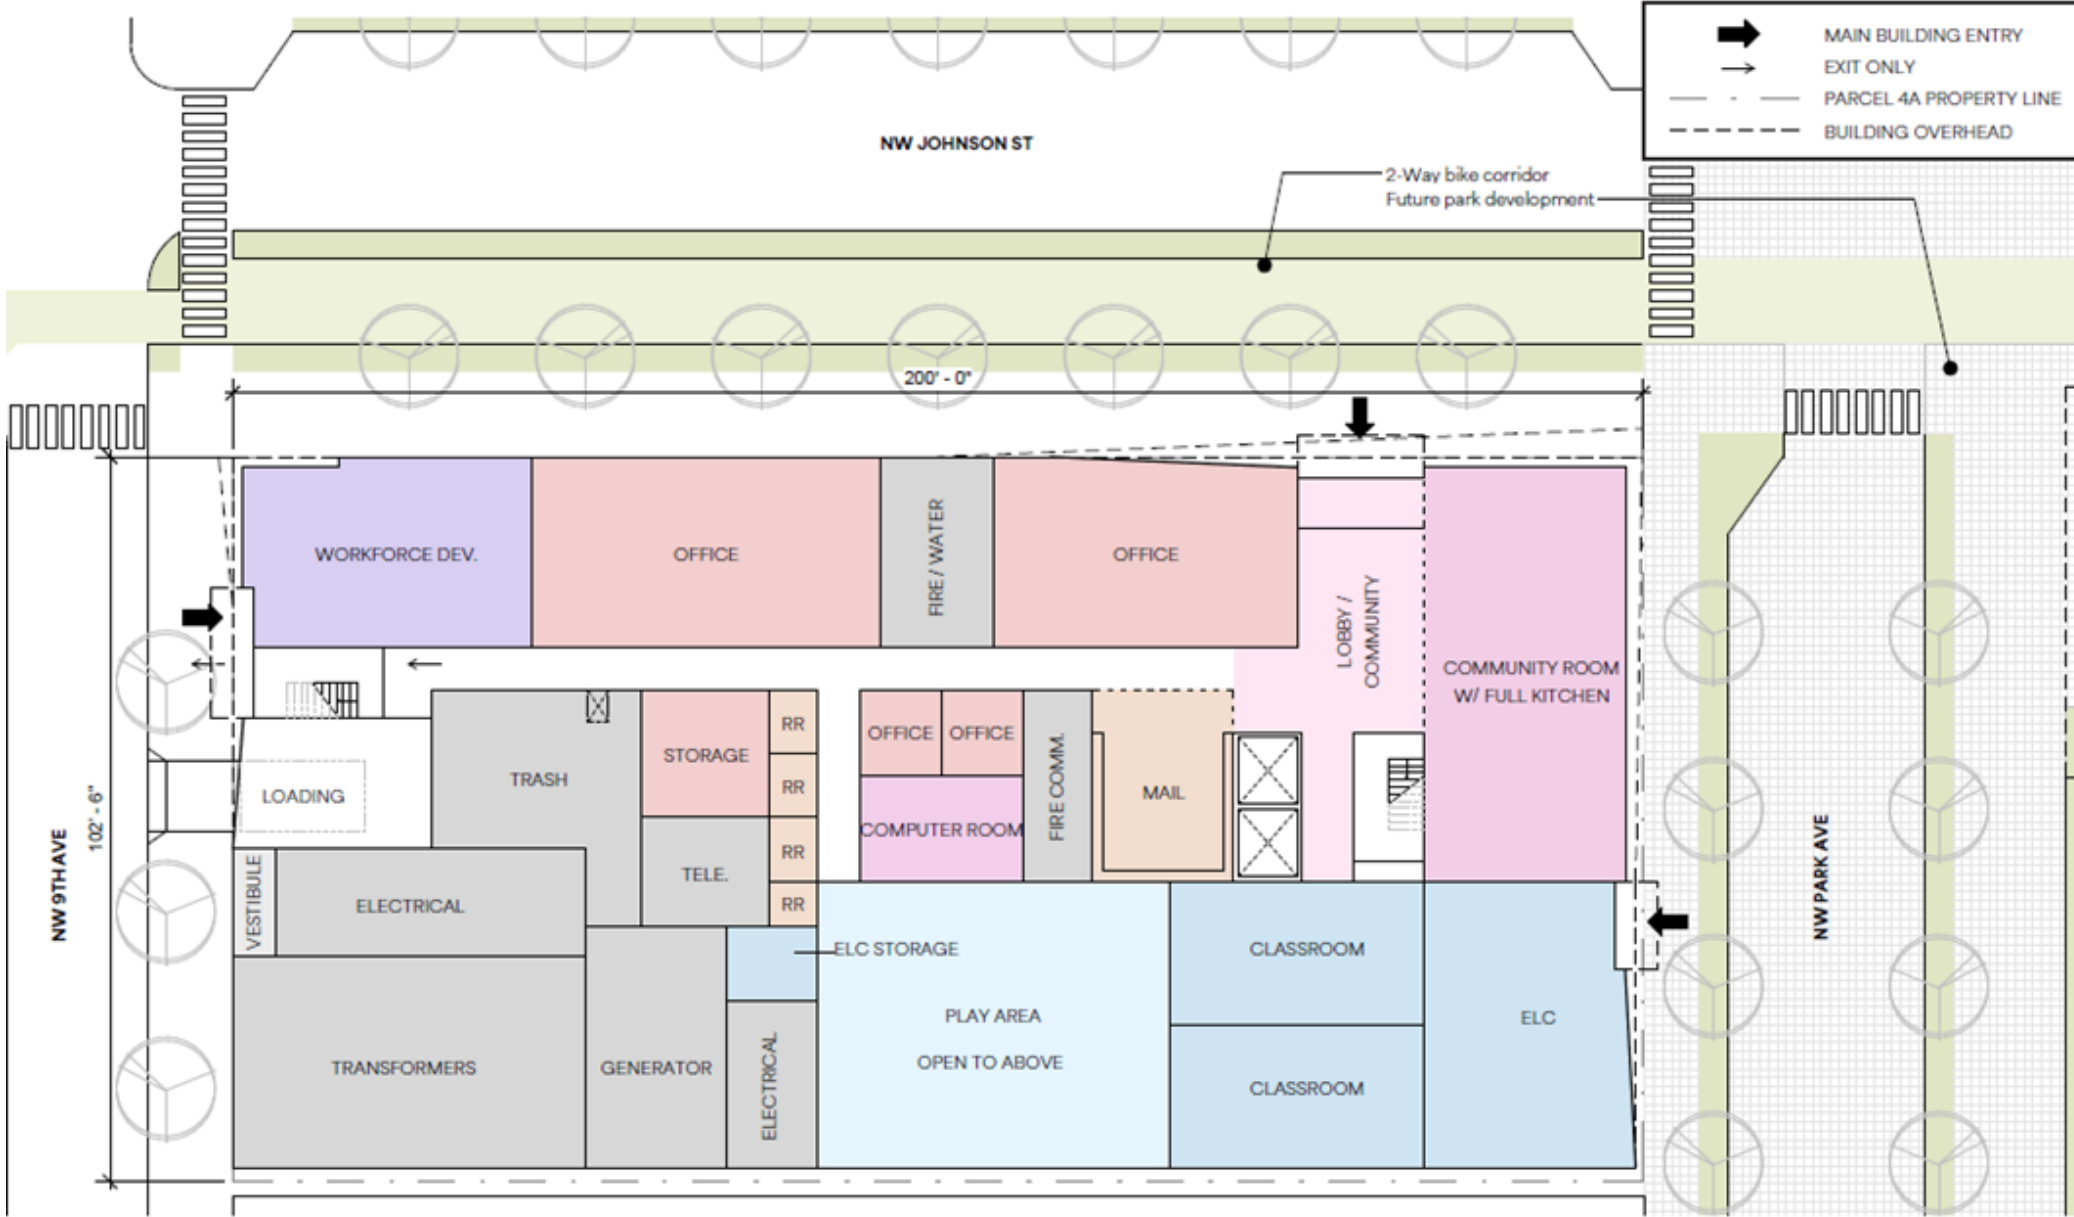 MAIN BUILDING ENTRY
EXIT ONLY
PARCEL 4A PROPERTY LINE
BUILDING OVERHEAD
NW JOHNSON ST
2-Way bike corridor
Future park development
200' - 0"
WORKFORCE DEV.
OFFICE
FIRE / WATER
OFFICE
LOBBY /
COMMUNITY
COMMUNITY ROOM
W/ FULL KITCHEN
RR
OFFICE
OFFICE
STORAGE
TRASH
RR
FIRE COMM.
MAIL
LOADING
102' - 6"
COMPUTER ROOM
RR
TELE.
RR
VESTIBULE
ELECTRICAL
NW 9TH AVE
NW PARK AVE
ELC STORAGE
CLASSROOM
PLAY AREA
OPEN TO ABOVE
ELC
TRANSFORMERS
GENERATOR
ELECTRICAL
CLASSROOM